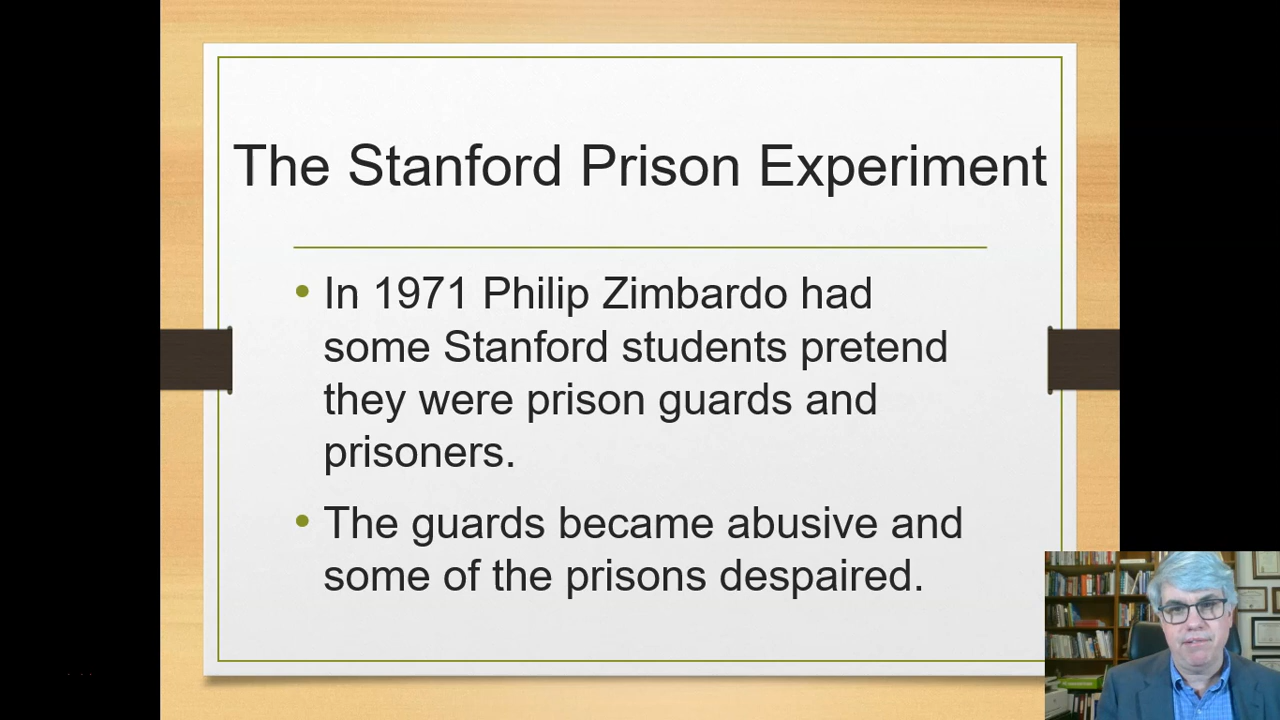 The Stanford Prison Experiment
• In 1971 Philip Zimbardo had
some Stanford students pretend
they were prison guards and
prisoners.
• The guards became abusive and
some of the prisons despaired.